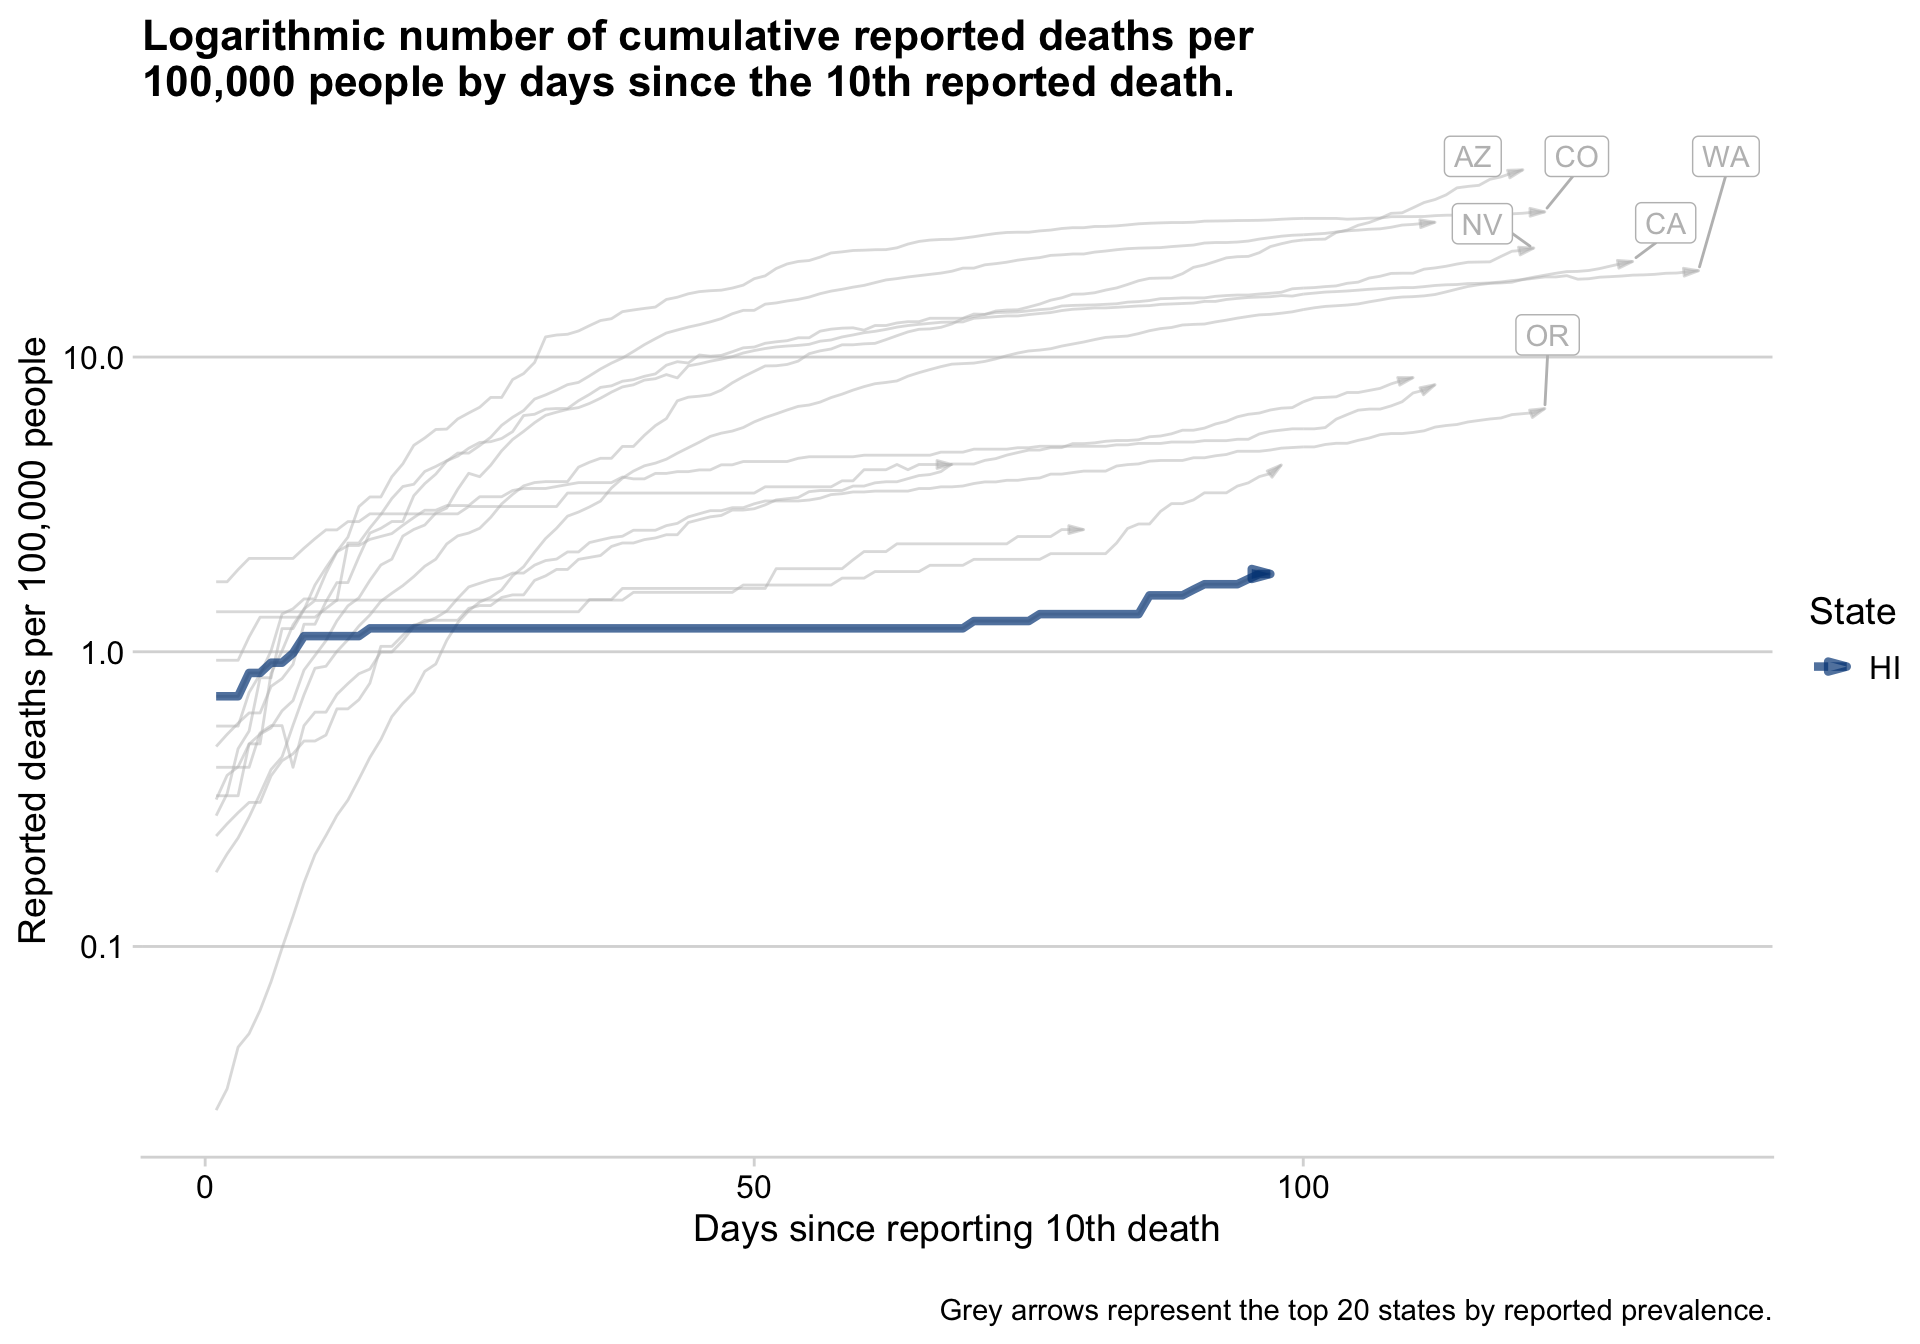 Logarithmic number of cumulative reported deaths per
100,000 people by days since the 10th reported death.
AZ
CO
WA
NV
CA
OR
Reported deaths per 100,000 people
10.0
1.0
0.1
State
HI
0
50
100
Days since reporting 10th death
Grey arrows represent the top 20 states by reported prevalence.